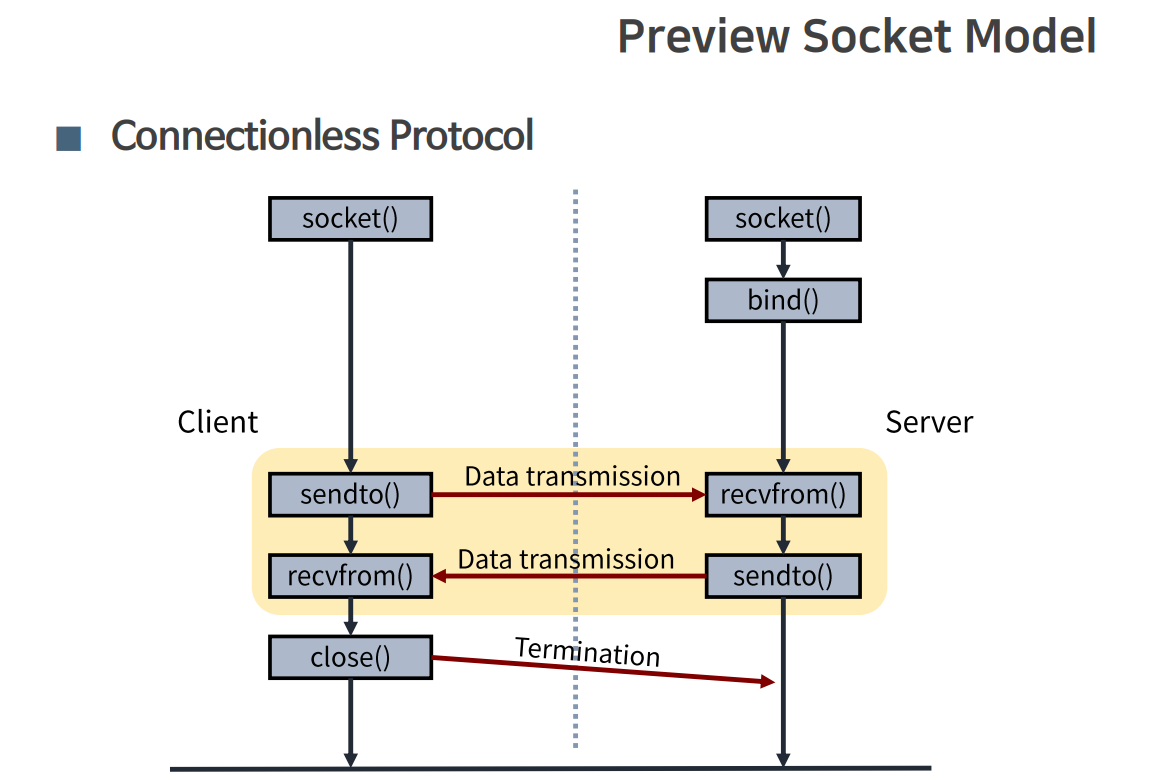 Preview Socket Model
Connectionless Protocol
socket()
socket()
bind()
Client
Server
sendto()
Data transmission
recvfrom()
recvfrom()
Data transmission
sendto()
close()
Termination